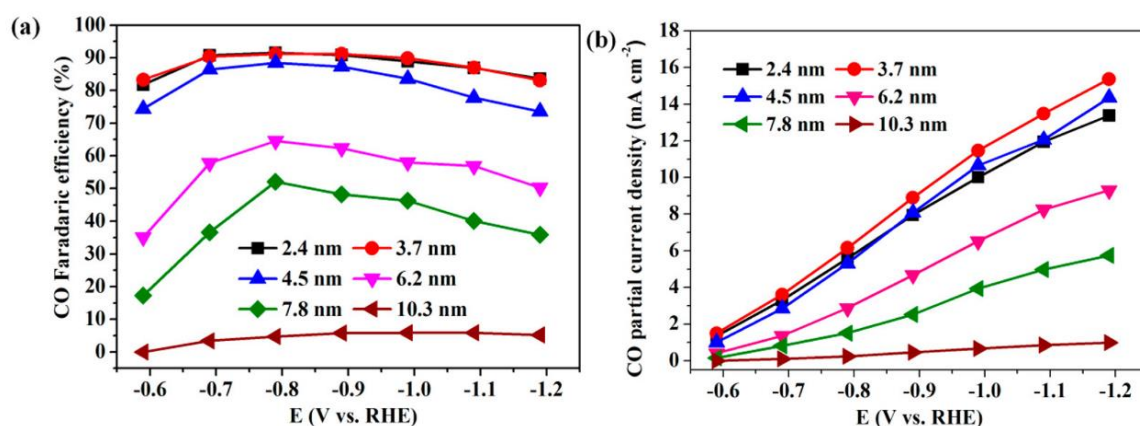 (a)
CO Faradaric efficiency (%)
100
90
80
70
60
50
40
30
20
10
0
2.4 nm 3.7 nm
4.5 nm 6.2 nm
7.8 nm 10.3 nm
-0.6 -0.7 -0.8 -0.9 -1.0 -1.1 -1.2
E (V vs. RHE)
(b)
CO partial current density (mA cm-2)
18
16
14
12
10
8
6
4
2
0
2.4 nm 3.7 nm
4.5 nm 6.2 nm
7.8 nm 10.3 nm
-0.6 -0.7 -0.8 -0.9 -1.0 -1.1 -1.2
E (V vs. RHE)